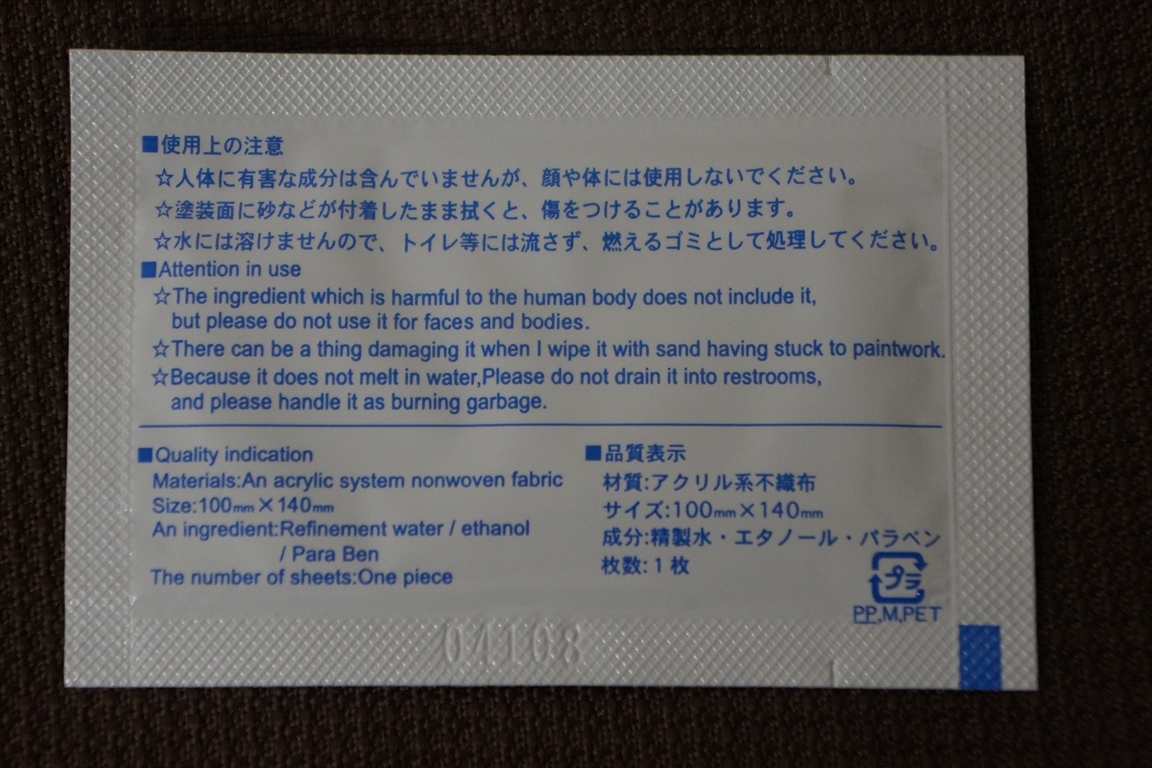 ■使用上の注意
☆人体に有害な成分は含んでいませんが、顔や体には使用しないでください。
☆塗装面に砂などが付着したまま拭くと、傷をつけることがあります。
☆水には溶けませんので、トイレ等には流さず、燃えるゴミとして処理してください。
■Attention in use
☆The ingredient which is harmful to the human body does not include it,
but please do not use it for faces and bodies.
☆There can be a thing damaging it when I wipe it with sand having stuck to paintwork.
☆Because it does not melt in water,Please do not drain it into restrooms,
and please handle it as burning garbage.
■Quality indication
Materials:An acrylic system nonwoven fabric
Size:100㎜×140㎜
An ingredient:Refinement water / ethanol
/ Para Ben
The number of sheets:One piece
■品質表示
材質:アクリル系不織布
サイズ:100㎜×140㎜
成分:精製水・エタノール・パラベン
枚数:1枚
プラ
PP,M,PET
04108